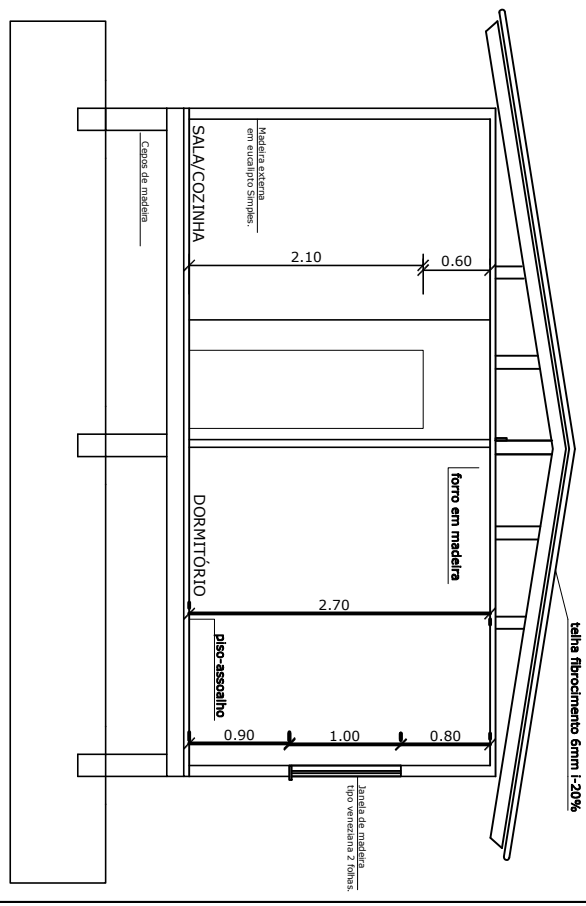 telha fibrocimento 6mm i-20%
forro em madeira
0.60
2.10
2.70
0.80
1.00
0.90
Madeira externa
em eucalipto Simples.
Janela de madeira
tipo veneziana 2 folhas.
SALA/COZINHA
DORMITÓRIO
piso-assoalho
Cepos de madeira